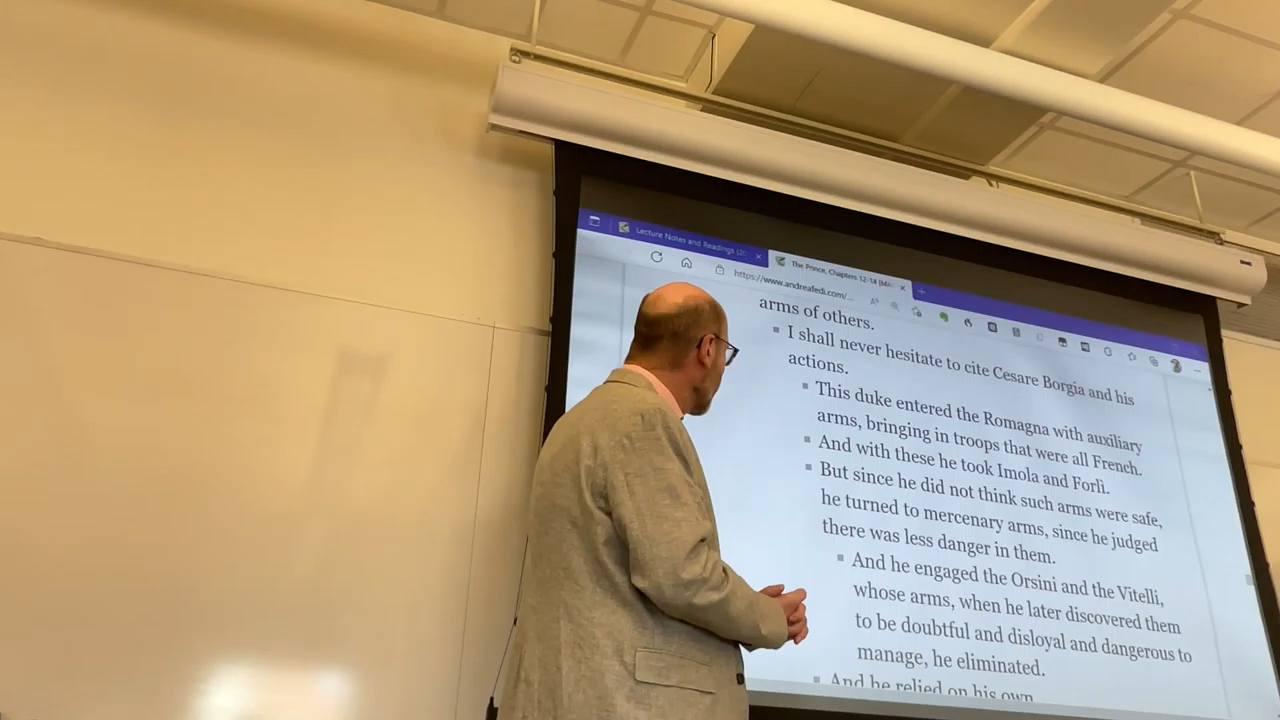 Lecture Notes and Readings (2:
The Prince, Chapters 12-14 (MA
https://www.andreafedi.com/...
arms of others.
I shall never hesitate to cite Cesare Borgia and his
actions.
This duke entered the Romagna with auxiliary
arms, bringing in troops that were all French.
And with these he took Imola and Forlì.
But since he did not think such arms were safe,
he turned to mercenary arms, since he judged
there was less danger in them.
And he engaged the Orsini and the Vitelli,
whose arms, when he later discovered them
to be doubtful and disloyal and dangerous to
manage, he eliminated.
And he relied on his own